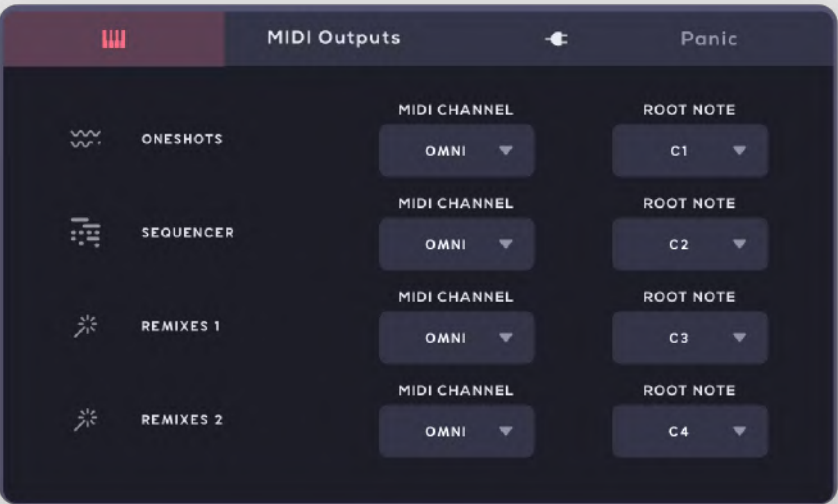 MIDI Outputs Panic
MIDI CHANNEL ROOT NOTE
ONESHOTS OMNI C1
MIDI CHANNEL ROOT NOTE
SEQUENCER OMNI C2
MIDI CHANNEL ROOT NOTE
REMIXES 1 OMNI C3
MIDI CHANNEL ROOT NOTE
REMIXES 2 OMNI C4